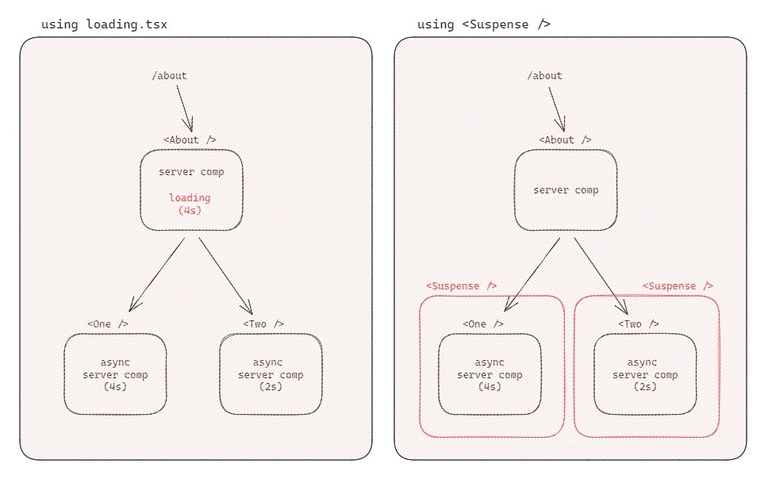 using loading.tsx
/about
<About />
server comp
loading
(4s)
<One />
async
server comp
(4s)
<Two />
async
server comp
(2s)
using <Suspense />
/about
<About />
server comp
<Suspense />
<One />
async
server comp
(4s)
<Suspense />
<Two />
async
server comp
(2s)